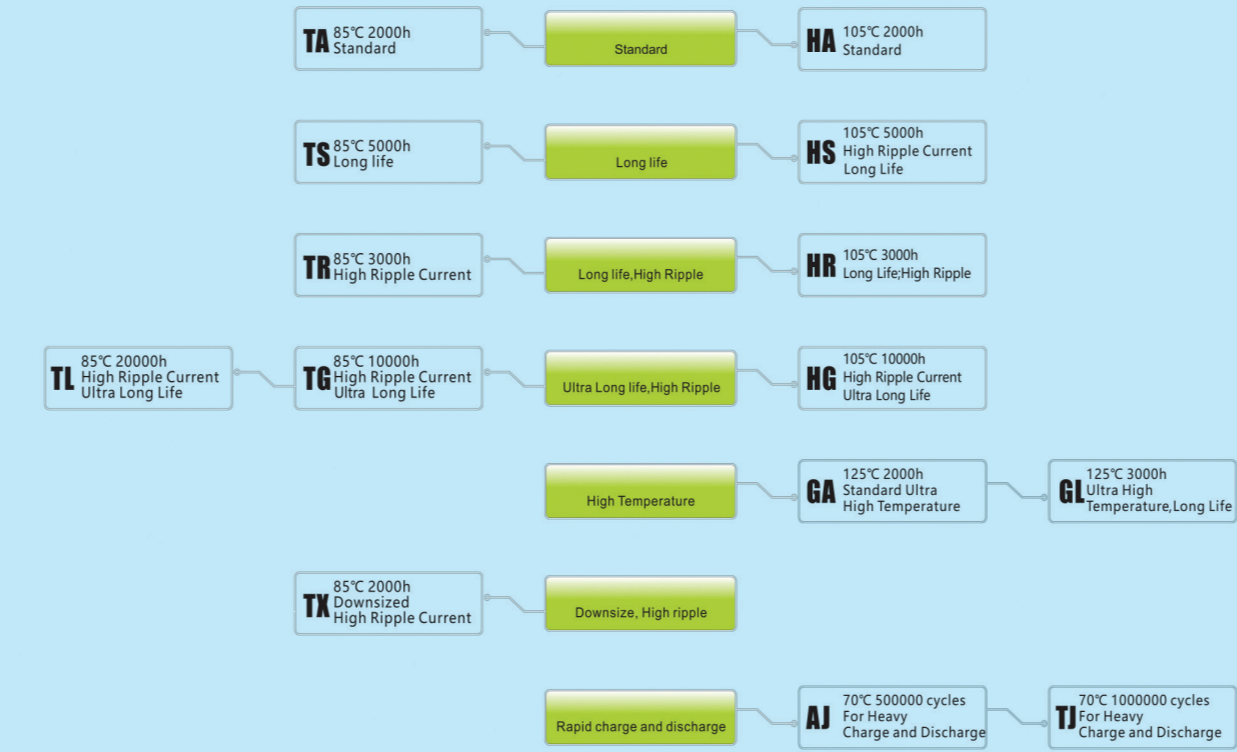 TA 85℃ 2000h
Standard
Standard
HA 105℃ 2000h
Standard
TS 85℃ 5000h
Long life
Long life
HS 105℃ 5000h
High Ripple Current
Long Life
TR 85℃ 3000h
High Ripple Current
Long life,High Ripple
HR 105℃ 3000h
Long Life;High Ripple
TL 85℃ 20000h
High Ripple Current
Ultra Long Life
TG 85℃ 10000h
High Ripple Current
Ultra Long Life
Ultra Long life,High Ripple
HG 105℃ 10000h
High Ripple Current
Ultra Long Life
High Temperature
GA 125℃ 2000h
Standard Ultra
High Temperature
GL 125℃ 3000h
Ultra High
Temperature,Long Life
TX 85℃ 2000h
Downsized
High Ripple Current
Downsize, High ripple
Rapid charge and discharge
AJ 70℃ 500000 cycles
For Heavy
Charge and Discharge
TJ 70℃ 1000000 cycles
For Heavy
Charge and Discharge